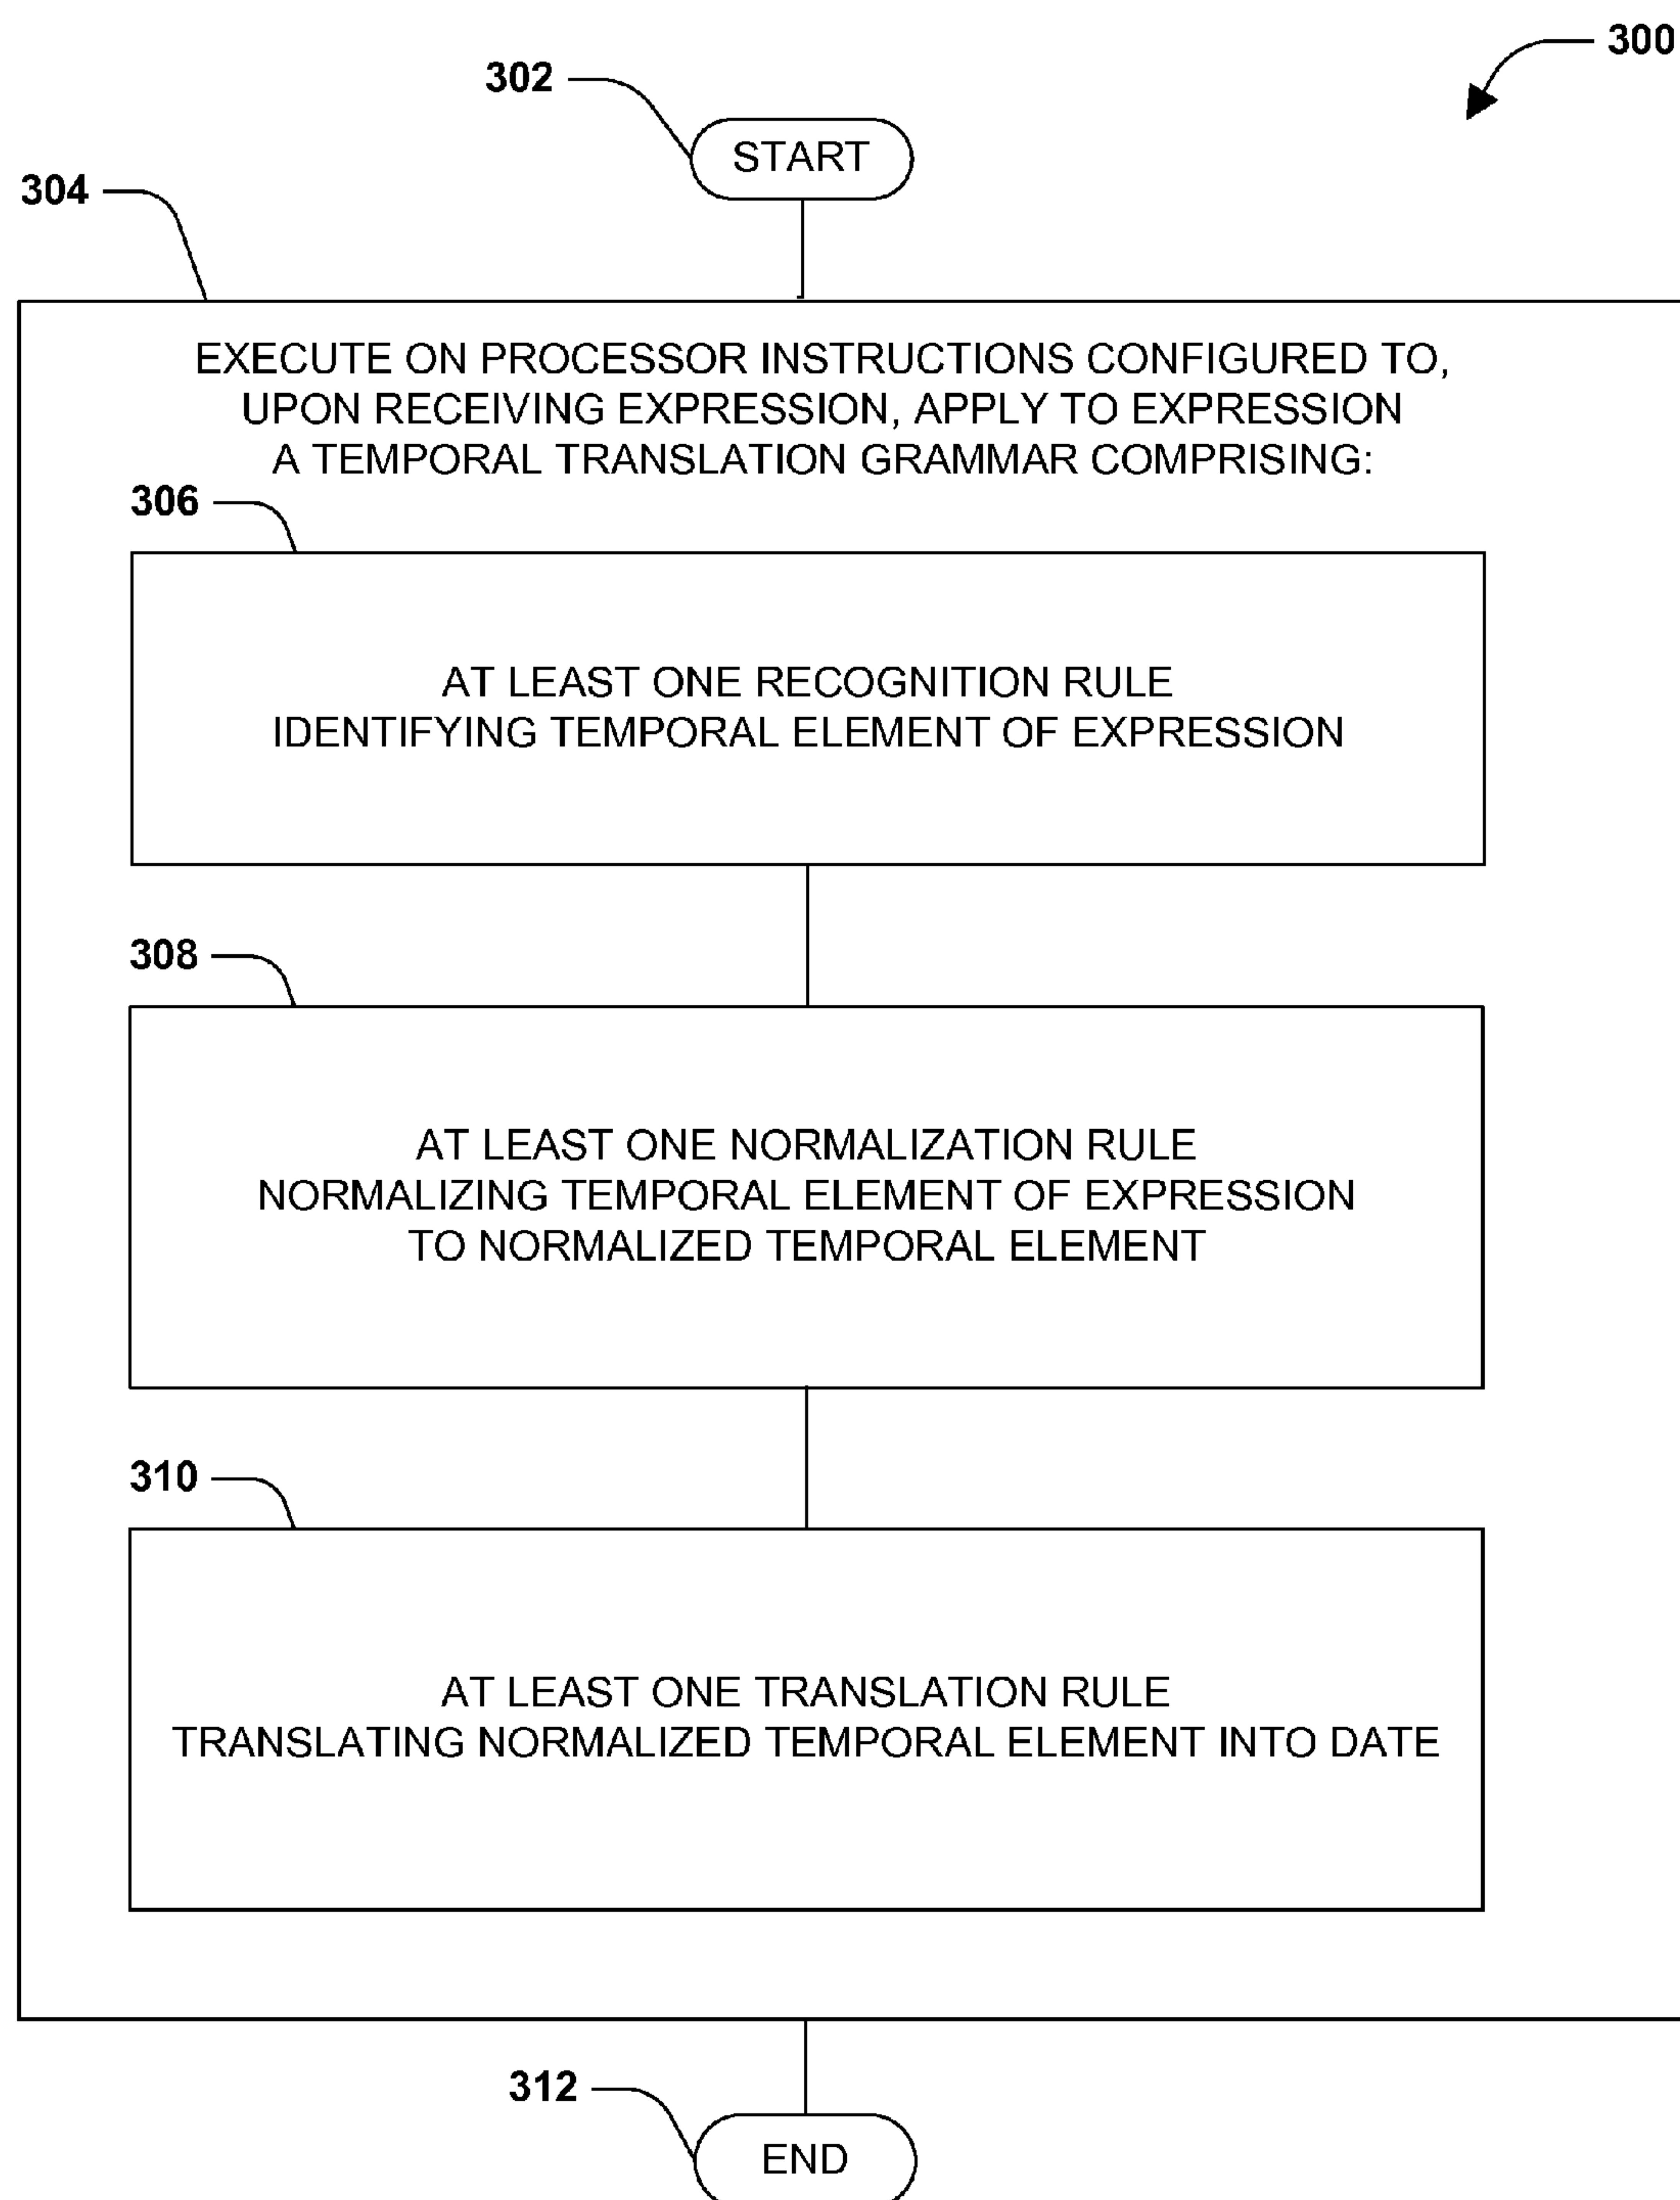 300
302
START
304
EXECUTE ON PROCESSOR INSTRUCTIONS CONFIGURED TO,
UPON RECEIVING EXPRESSION, APPLY TO EXPRESSION
A TEMPORAL TRANSLATION GRAMMAR COMPRISING:
306
AT LEAST ONE RECOGNITION RULE
IDENTIFYING TEMPORAL ELEMENT OF EXPRESSION
308
AT LEAST ONE NORMALIZATION RULE
NORMALIZING TEMPORAL ELEMENT OF EXPRESSION
TO NORMALIZED TEMPORAL ELEMENT
310
AT LEAST ONE TRANSLATION RULE
TRANSLATING NORMALIZED TEMPORAL ELEMENT INTO DATE
312
END